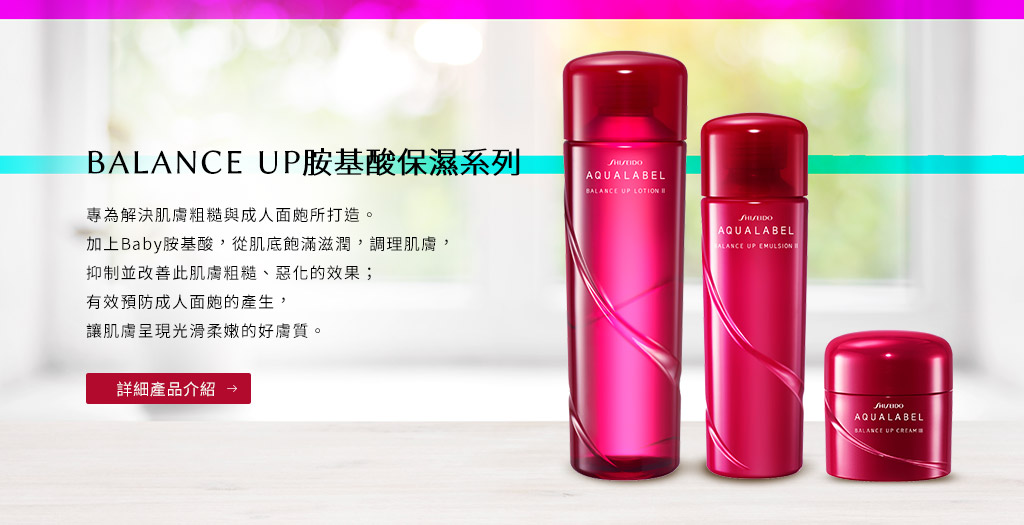 BALANCE UP胺基酸保濕系列
專為解決肌膚粗糙與成人面皰所打造。
加上Baby胺基酸，從肌底飽滿滋潤，調理肌膚，
抑制並改善此肌膚粗糙、惡化的效果；
有效預防成人面皰的產生，
讓肌膚呈現光滑柔嫩的好膚質。
詳細產品介紹 →
SHISEIDO
AQUALABEL
BALANCE UP LOTION II
SHISEIDO
AQUALABEL
BALANCE UP EMULSION II
SHISEIDO
AQUALABEL
BALANCE UP CREAM III